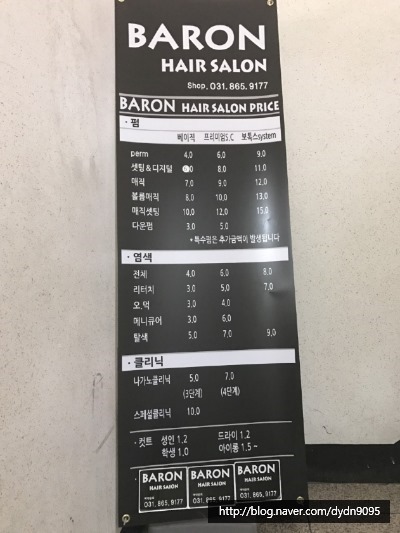 BARON
HAIR SALON
Shop. 031. 865. 9177
BARON HAIR SALON PRICE
· 펌
베이직 프리미엄S.C 보톡스system
perm 4.0 6.0 9.0
셋팅&디지털 .0 8.0 11.0
매직 7.0 9.0 12.0
볼륨매직 8.0 10.0 13.0
매직셋팅 10.0 12.0 15.0
다운펌 3.0 5.0
* 특수펌은 추가금액이 발생됩니다
· 염색
전체 4.0 6.0 8.0
리터치 3.0 5.0 7.0
오.먹 3.0 4.0
메니큐어 3.0 6.0
탈색 5.0 7.0 9.0
· 클리닉
나가노클리닉 5.0 7.0
(3단계) (4단계)
스페셜클리닉 10.0
· 컷트 성인 1.2 드라이 1.2
학생 1.0 아이롱 1.5 ~
BARON BARON BARON
HAIR SALON HAIR SALON HAIR SALON
031. 865. 9177 031. 865. 9177 031. 865. 9177
http://blog.naver.com/dydn9095